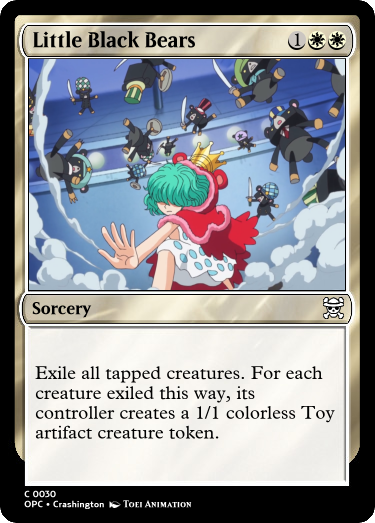 Little Black Bears 1
Sorcery
Exile all tapped creatures. For each
creature exiled this way, its
controller creates a 1/1 colorless Toy
artifact creature token.
C 0030
OPC • Crashington Toei Animation